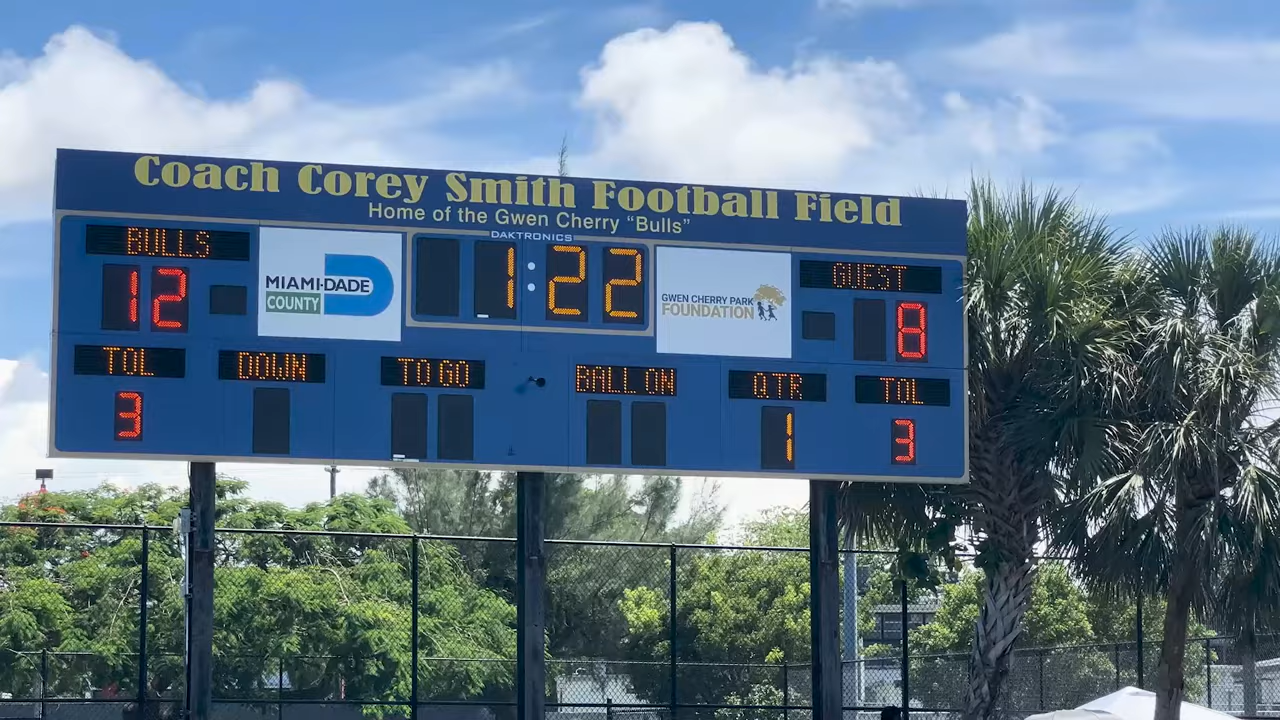 Coach Corey Smith Football Field
Home of the Gwen Cherry "Bulls"
DAKTRONICS
BULLS
12
MIAMI-DADE
COUNTY
1:22
GWEN CHERRY PARK
FOUNDATION
GUEST
8
TOL
3
DOWN
TO GO
BALL ON
QTR
1
TOL
3